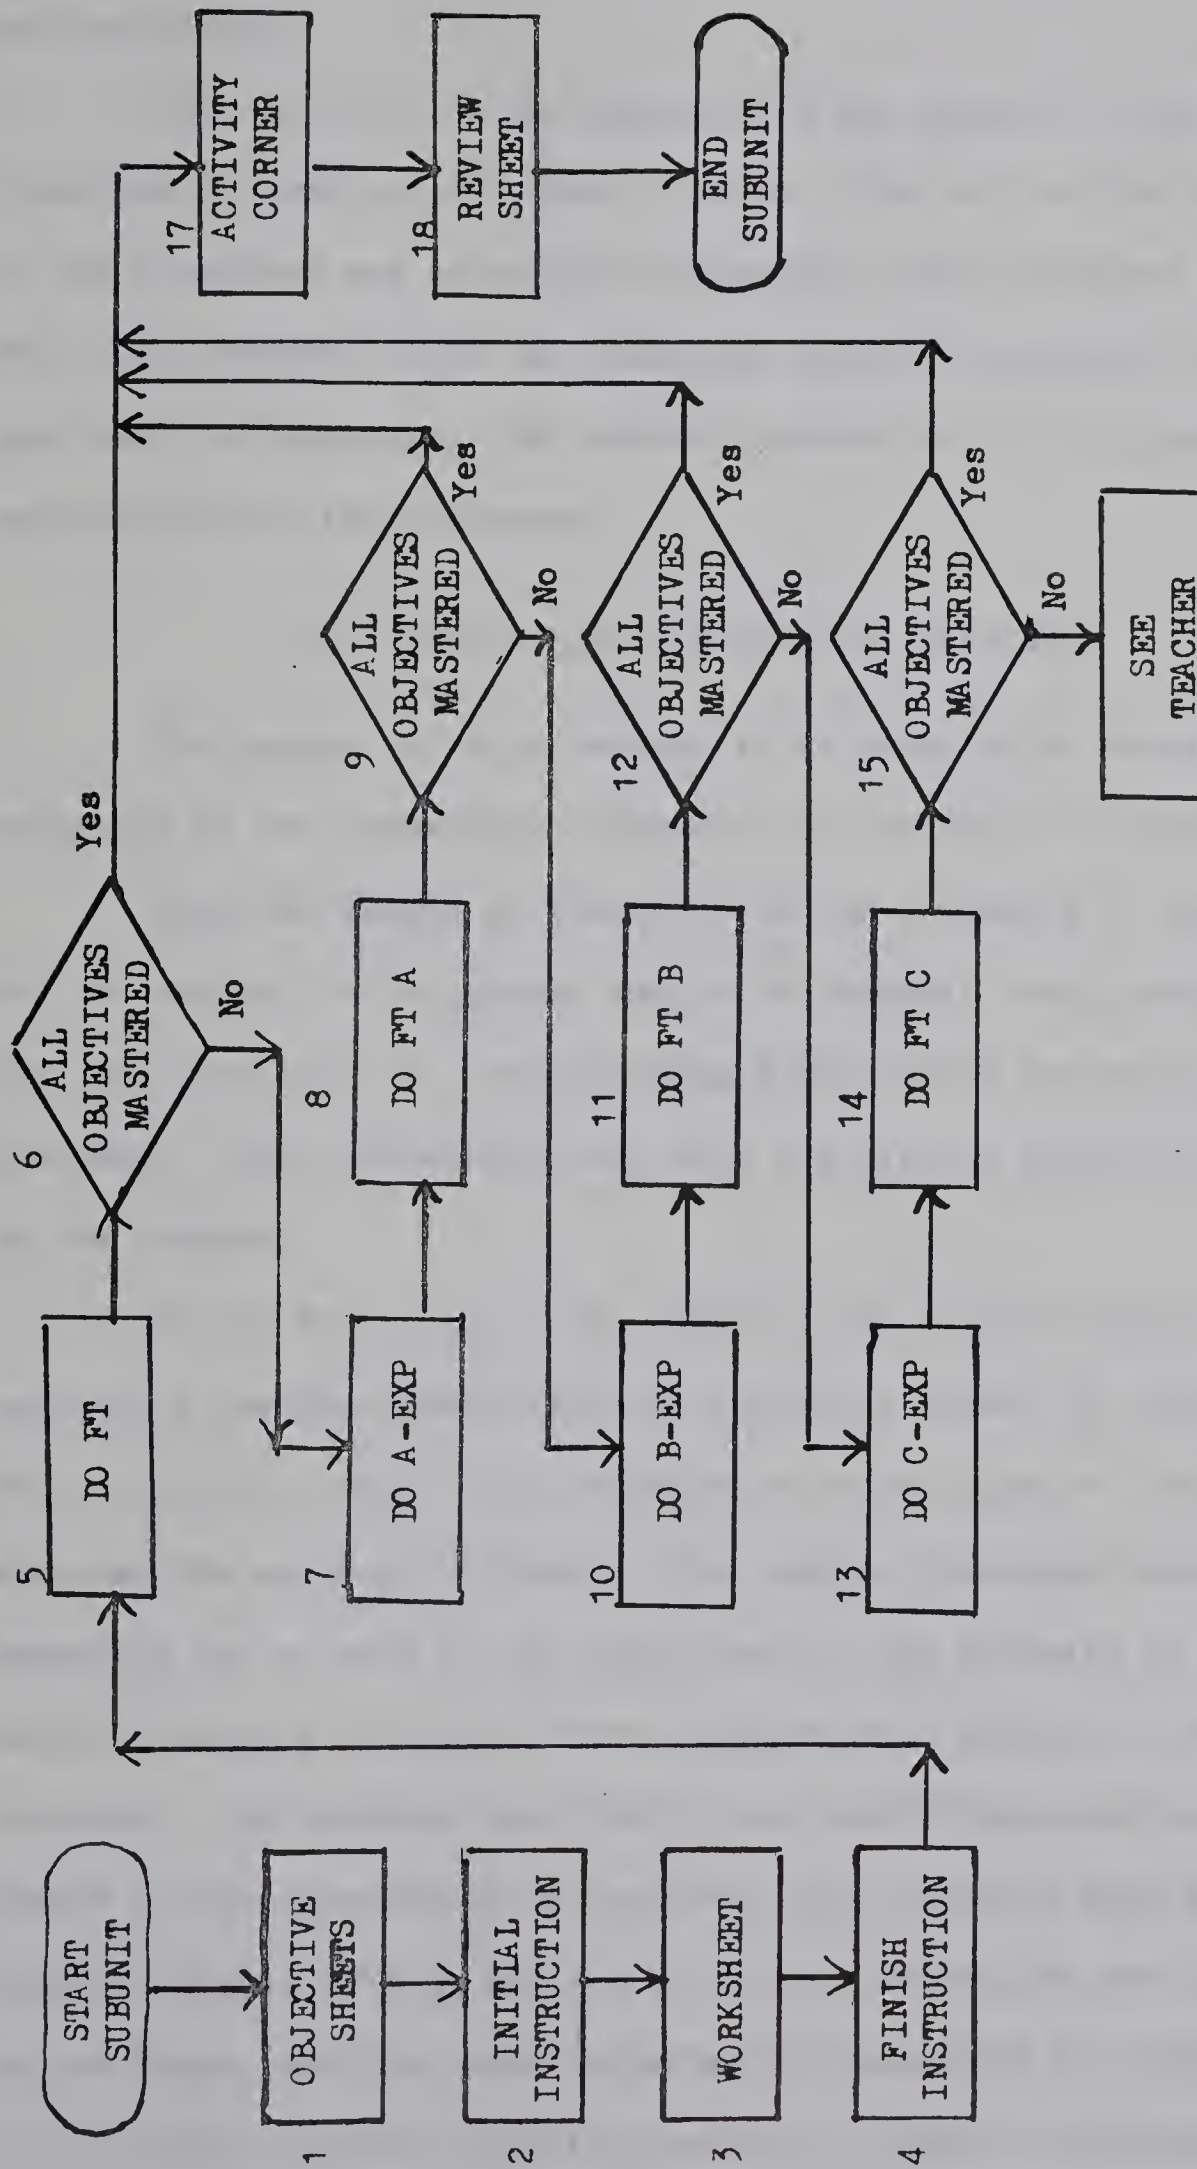 START
SUBUNIT
1
OBJECTIVE
SHEETS
2
INITIAL
INSTRUCTION
3
WORKSHEET
4
FINISH
INSTRUCTION
5
DO FT
6
ALL
OBJECTIVES
MASTERED
Yes
No
7
DO A-EXP
8
DO FT A
9
ALL
OBJECTIVES
MASTERED
Yes
No
10
DO B-EXP
11
DO FT B
12
ALL
OBJECTIVES
MASTERED
Yes
No
13
DO C-EXP
14
DO FT C
15
ALL
OBJECTIVES
MASTERED
Yes
No
SEE
TEACHER
17
ACTIVITY
CORNER
18
REVIEW
SHEET
END
SUBUNIT